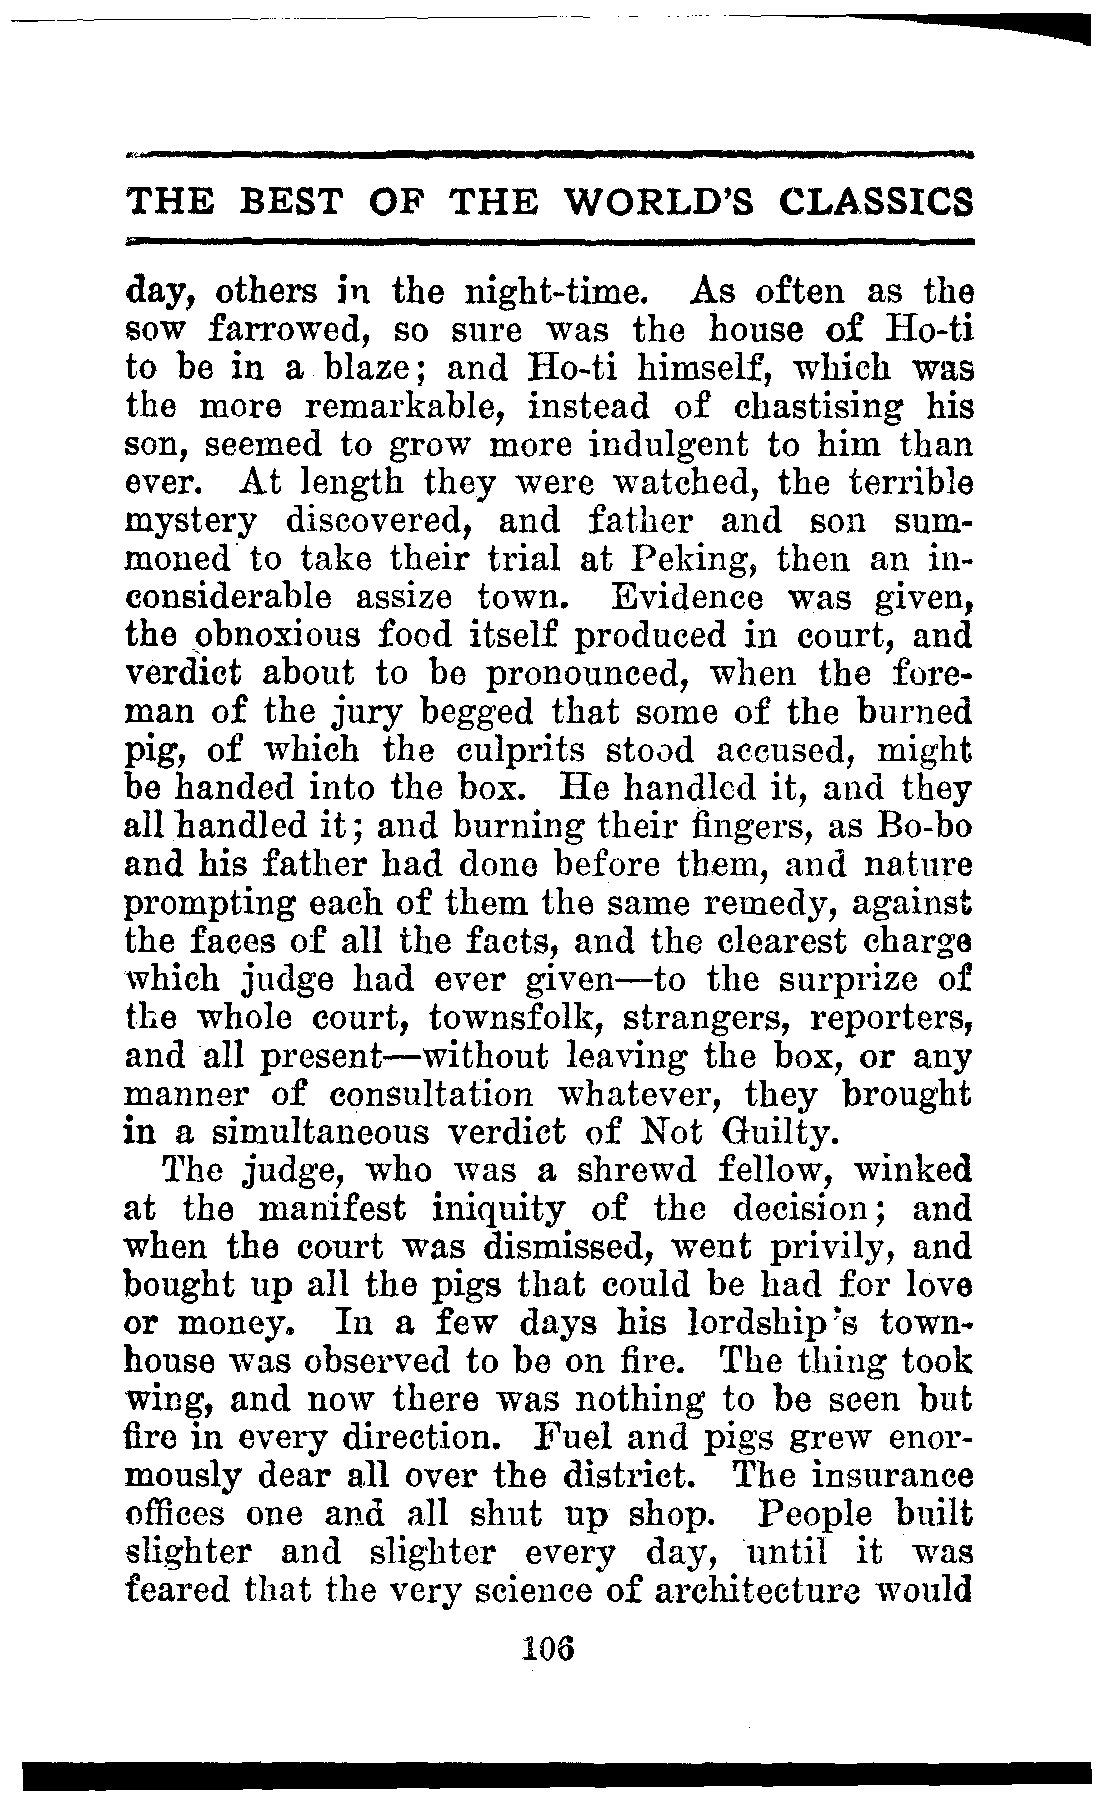 THE BEST OF THE WORLD'S CLASSICS
day, others in the night-time. As often as the
sow farrowed, so sure was the house of Ho-ti
to be in a blaze; and Ho-ti himself, which was
the more remarkable, instead of chastising his
son, seemed to grow more indulgent to him than
ever. At length they were watched, the terrible
mystery discovered, and father and son sum-
moned to take their trial at Peking, then an in-
considerable assize town. Evidence was given,
the obnoxious food itself produced in court, and
verdict about to be pronounced, when the fore-
man of the jury begged that some of the burned
pig, of which the culprits stood accused, might
be handed into the box. He handled it, and they
all handled it; and burning their fingers, as Bo-bo
and his father had done before them, and nature
prompting each of them the same remedy, against
the faces of all the facts, and the clearest charge
which judge had ever given—to the surprize of
the whole court, townsfolk, strangers, reporters,
and all present—without leaving the box, or any
manner of consultation whatever, they brought
in a simultaneous verdict of Not Guilty.
The judge, who was a shrewd fellow, winked
at the manifest iniquity of the decision; and
when the court was dismissed, went privily, and
bought up all the pigs that could be had for love
or money. In a few days his lordship's town-
house was observed to be on fire. The thing took
wing, and now there was nothing to be seen but
fire in every direction. Fuel and pigs grew enor-
mously dear all over the district. The insurance
offices one and all shut up shop. People built
slighter and slighter every day, until it was
feared that the very science of architecture would
106